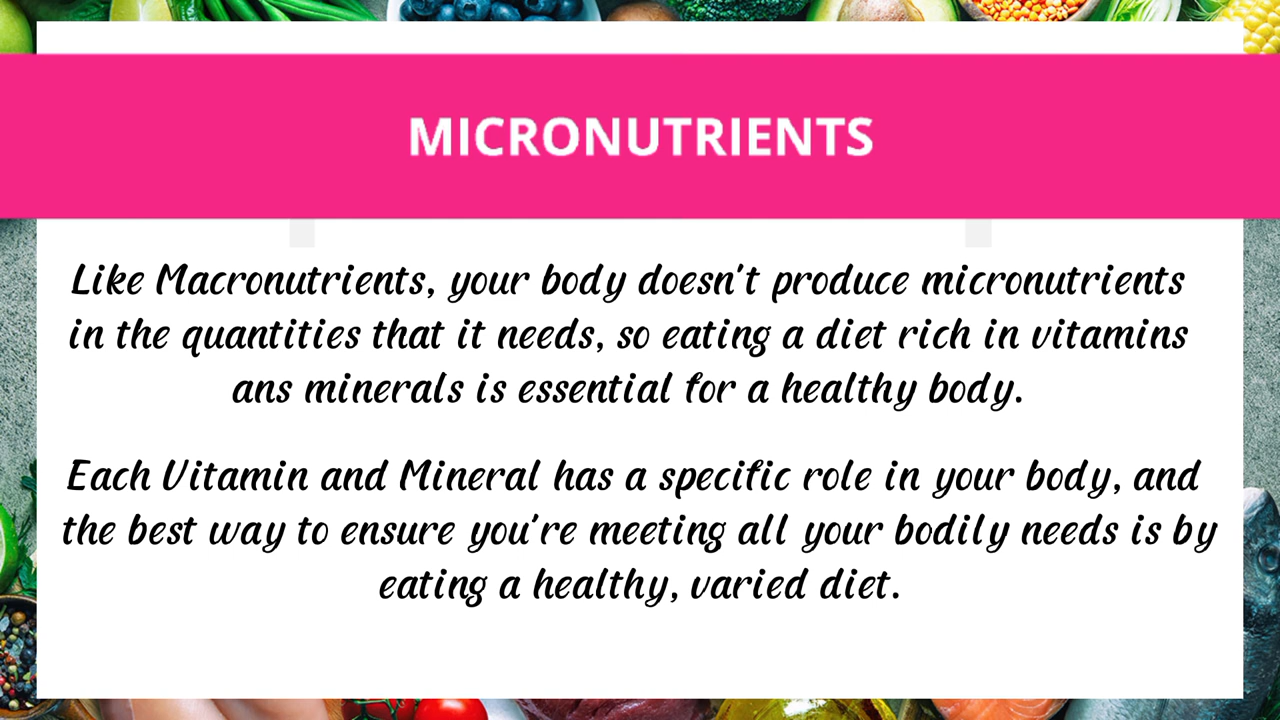 MICRONUTRIENTS
Like Macronutrients, your body doesn't produce micronutrients
in the quantities that it needs, so eating a diet rich in vitamins
ans minerals is essential for a healthy body.
Each Vitamin and Mineral has a specific role in your body, and
the best way to ensure you're meeting all your bodily needs is by
eating a healthy, varied diet.